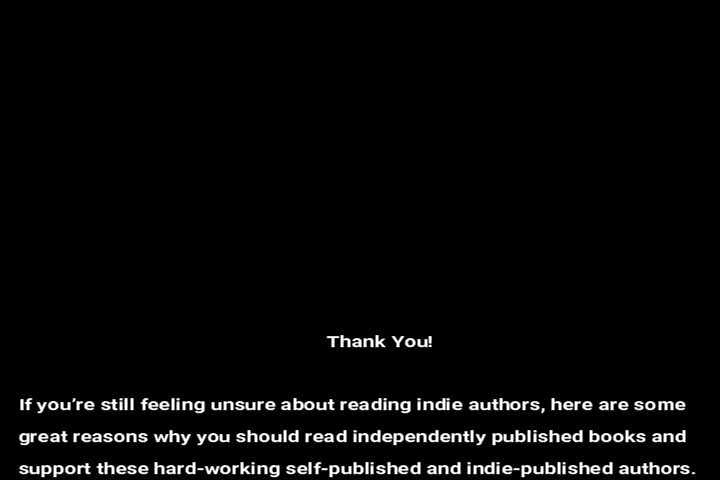 Thank You!
If you’re still feeling unsure about reading indie authors, here are some
great reasons why you should read independently published books and
support these hard-working self-published and indie-published authors.